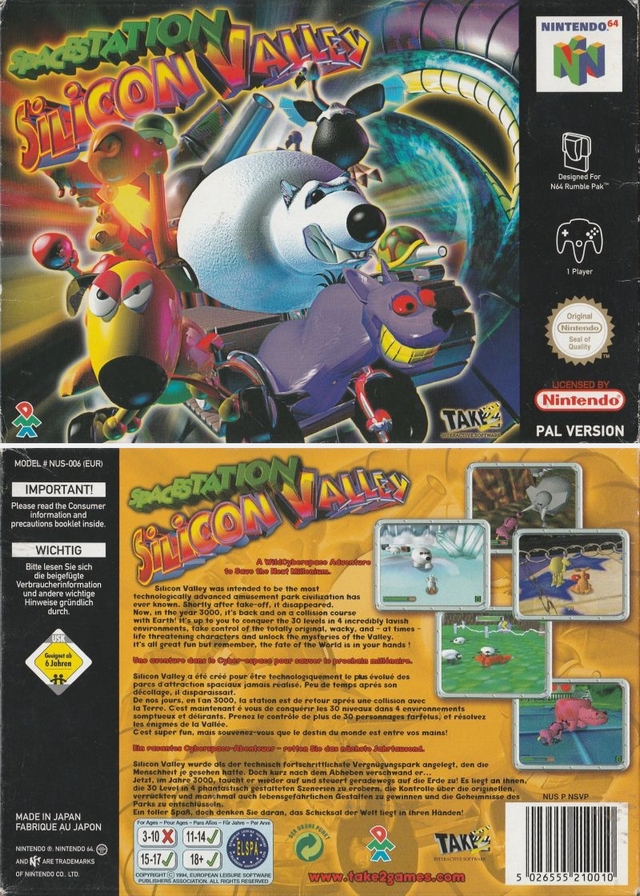 SPACESTATION
SiLiCON VALLEY
NINTENDO 64
N
Designed For
N64 Rumble Pak™
1 Player
Original
Nintendo
Seal of
Quality
TM
LICENSED BY
Nintendo®
PAL VERSION
TAKE2
INTERACTIVE SOFTWARE
MODEL # NUS-006 (EUR)
IMPORTANT!
Please read the Consumer
information and
precautions booklet inside.
WICHTIG
Bitte lesen Sie sich
die beigefügte
Verbraucherinformation
und andere wichtige
Hinweise gründlich
durch.
USK
Geeignet ab
6 Jahren
MADE IN JAPAN
FABRIQUE AU JAPON
NINTENDO ®, NINTENDO 64,
AND ARE TRADEMARKS
OF NINTENDO CO. LTD.
SPACESTATION
SiLiCON VALLEY
A Wild Cyberspace Adventure
to Save the Next Millenium.
Silicon Valley was intended to be the most
technologically advanced amusement park civilization has
ever known. Shortly after take-off, it disappeared.
Now, in the year 3000, it's back and on a collision course
with Earth! It's up to you to conquer the 30 levels in 4 incredibly lavish
environments, take control of the totally original, wacky, and - at times -
life threatening characters and unlock the mysteries of the Valley.
It's all great fun but remember, the fate of the World is in your hands !
Une aventure dans le Cyber-espace pour sauver le prochain millénaire.
Silicon Valley a été créé pour être technologiquement le plus évolué des
parcs d'attraction spaciaux jamais réalisé. Peu de temps après son
décollage, il disparaissait.
De nos jours, en l'an 3000, la station est de retour après une collision avec
la Terre. C'est maintenant é vous de conquérir les 30 niveaux dans 4 environnements
somptueux et délirants. Prenez le contrôle de plus de 30 personnages farfelus, et résolvez
les énigmes de la Vallée.
C'est super fun, mais souvenez-vous que le destin du monde est entre vos mains!
Ein rasantes Cyberspace-Abenteuer - retten Sie das nächste Jahrtausend.
Silicon Valley wurde als der technisch fortschrittlichste Vergnügungspark angelegt, den die
Menschheit je gesehen hatte. Doch kurz nach dem Abheben verschwand er...
Jetzt, im Jahre 3000, taucht er wieder auf und steuert geradewegs auf die Erde zu! Es liegt an ihnen,
die 30 Level in 4 phantastisch gestalteten Szenerien zu erobern, die Kontrolle über die originellen,
verrückten und manchmal auch lebensgefährlichen Gestalten zu gewinnen und die Geheimnisse des
Parks zu entschlüsseln.
Ein toller Spaß, doch denken Sie daran, das Schicksal der Welt liegt in ihren Händen!
NUS P NSVP
For Ages - Pour Ages - Para Años - Für Jahre - Per Anni
3-10
11-14
15-17
18+
ELSPA
COPYRIGHT © 1994, EUROPEAN LEISURE SOFTWARE
PUBLISHERS ASSOCIATION. ALL RIGHTS RESERVED
DER GRÜNE PUNKT
TAKE2
INTERACTIVE SOFTWARE
www.take2games.com
5 026555 210010